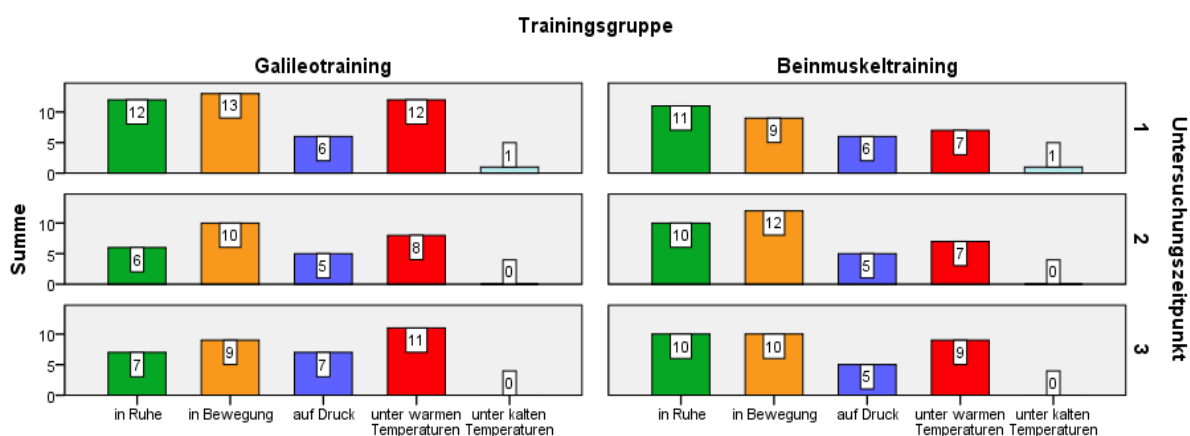 Trainingsgruppe
Galileotraining
Beinmuskeltraining
Summe
Untersuchungszeitpunkt
10
5
0
12
13
6
12
1
11
9
6
7
1
1
10
5
0
6
10
5
8
0
10
12
5
7
0
2
10
5
0
7
9
7
11
0
10
10
5
9
0
3
in Ruhe
in Bewegung
auf Druck
unter warmen
Temperaturen
unter kalten
Temperaturen
in Ruhe
in Bewegung
auf Druck
unter warmen
Temperaturen
unter kalten
Temperaturen